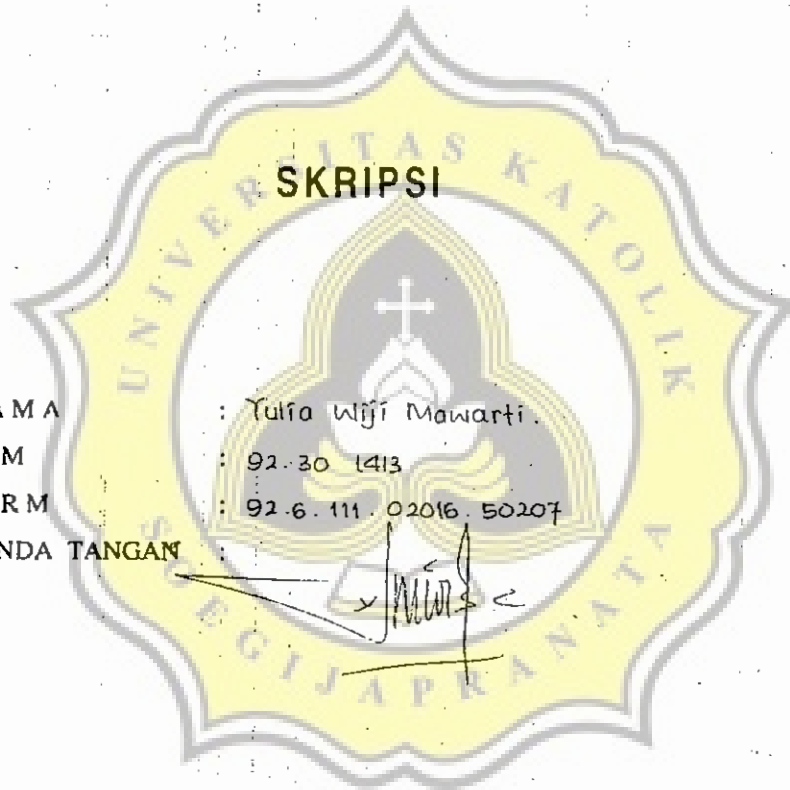 UNIVERSITAS KATOLIK
SKRIPSI
A M A : Yulia Wiji Mawarti.
M : 92.30 1413
R M : 92.6.111.02016.50207
NDA TANGAN :
SOEGIJAPRANATA